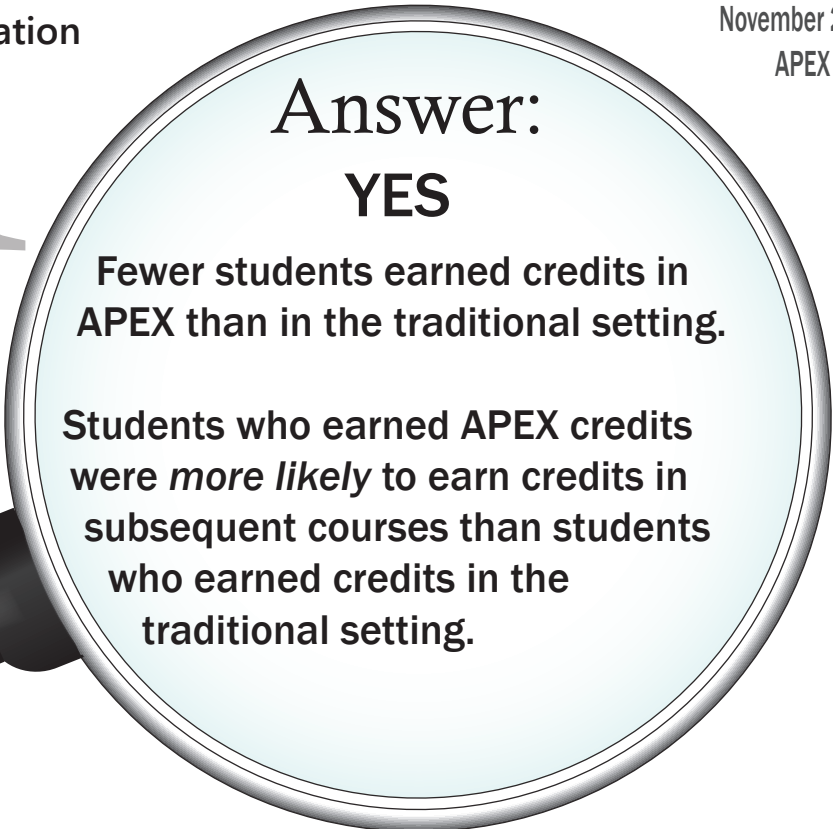 November
APEX
Answer:
YES
Fewer students earned credits in
APEX than in the traditional setting.
Students who earned APEX credits
were more likely to earn credits in
subsequent courses than students
who earned credits in the
traditional setting.